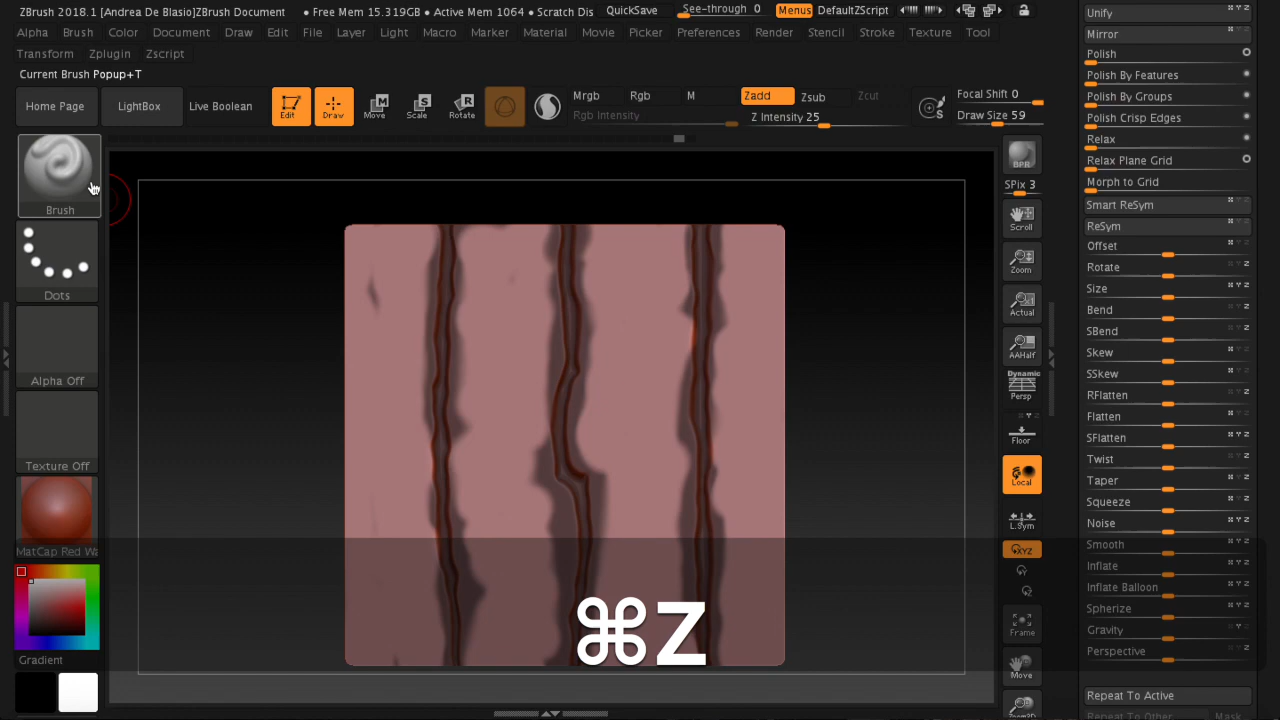 ZBrush 2018.1 [Andrea De Blasio]ZBrush Document • Free Mem 15.319GB • Active Mem 1064 • Scratch Dis QuickSave See-through 0 Menus DefaultZScript
Alpha Brush Color Document Draw Edit File Layer Light Macro Marker Material Movie Picker Preferences Render Stencil Stroke Texture Tool
Transform Zplugin Zscript
Current Brush Popup+T
Home Page LightBox Live Boolean Edit Draw Move Scale Rotate
Mrgb Rgb M Zadd Zsub Zcut Focal Shift 0
Rgb Intensity Z Intensity 25 Draw Size 59
Brush
Dots
Alpha Off
Texture Off
MatCap Red Wa
Gradient
⌘Z
BPR
SPix 3
Scroll
Zoom
Actual
AAHalf
Dynamic
Persp
Floor
Local
L.Sym
XYZ
Frame
Move
Zoom3D
Unify
Mirror
Polish
Polish By Features
Polish By Groups
Polish Crisp Edges
Relax
Relax Plane Grid
Morph to Grid
Smart ReSym
ReSym
Offset
Rotate
Size
Bend
SBend
Skew
SSkew
RFlatten
Flatten
SFlatten
Twist
Taper
Squeeze
Noise
Smooth
Inflate
Inflate Balloon
Spherize
Gravity
Perspective
Repeat To Active
Repeat To Other Mask